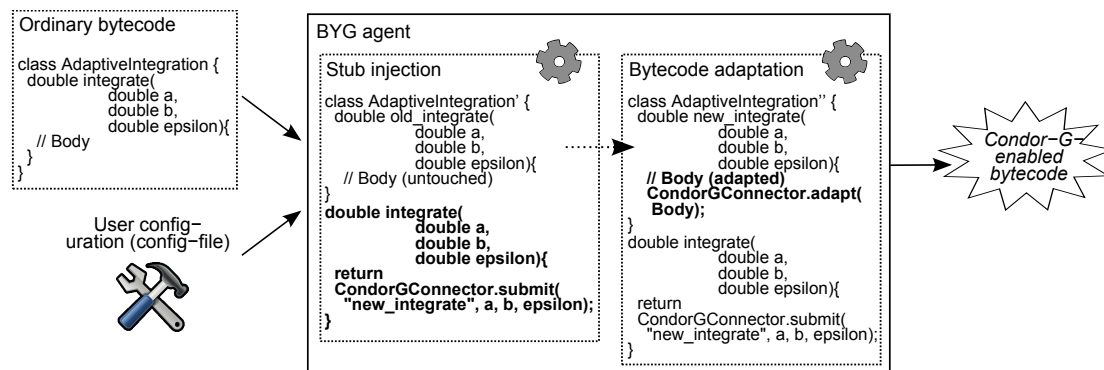 Ordinary bytecode
class AdaptiveIntegration {
double integrate(
double a,
double b,
double epsilon){
// Body
}
}
User config−
uration (config−file)
BYG agent
Stub injection
class AdaptiveIntegration' {
double old_integrate(
double a,
double b,
double epsilon){
// Body (untouched)
}
double integrate(
double a,
double b,
double epsilon){
return
CondorGConnector.submit(
"new_integrate", a, b, epsilon);
}
Bytecode adaptation
class AdaptiveIntegration'' {
double new_integrate(
double a,
double b,
double epsilon){
// Body (adapted)
CondorGConnector.adapt(
Body);
}
double integrate(
double a,
double b,
double epsilon){
return
CondorGConnector.submit(
"new_integrate", a, b, epsilon);
}
Condor−G−
enabled
bytecode